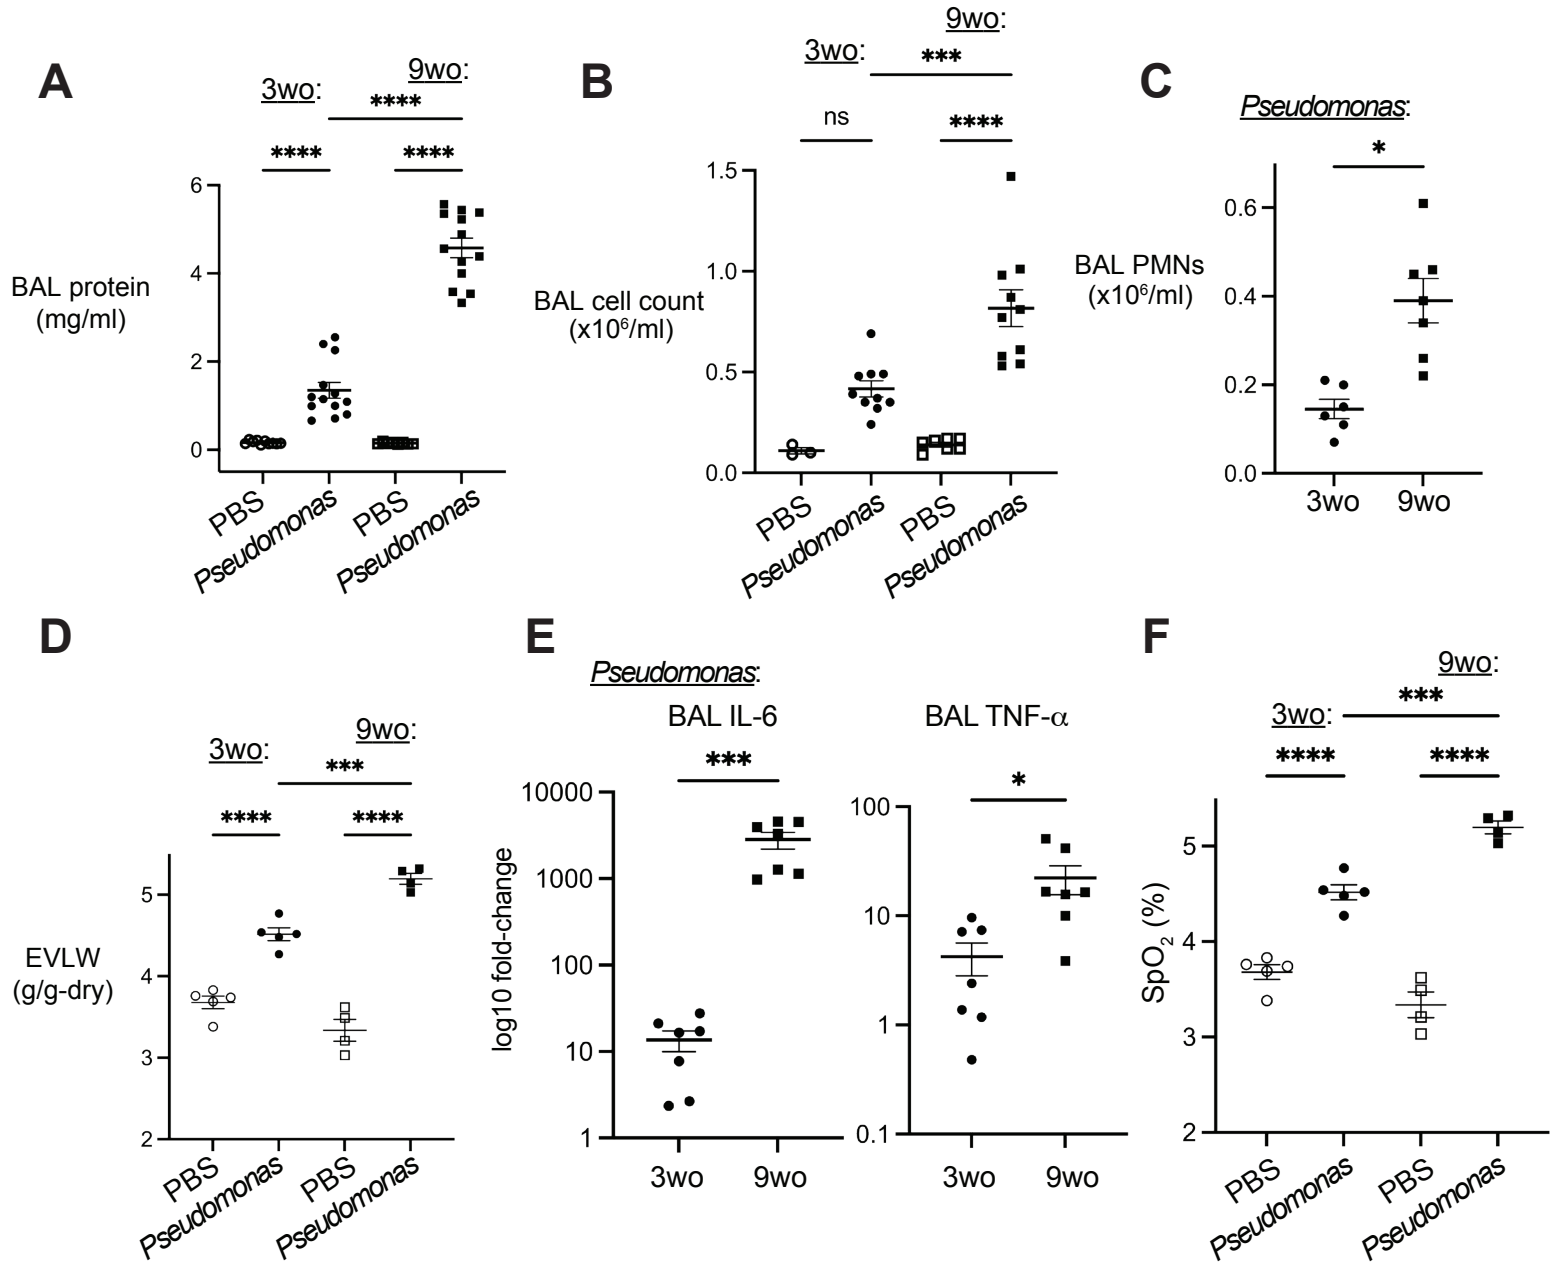 A
3wo:
9wo:
****
****
****
BAL protein
(mg/ml)
6
4
2
0
PBS
Pseudomonas
PBS
Pseudomonas
B
3wo:
9wo:
***
ns
****
BAL cell count
(x10⁶/ml)
1.5
1.0
0.5
0.0
PBS
Pseudomonas
PBS
Pseudomonas
C
Pseudomonas:
*
BAL PMNs
(x10⁶/ml)
0.6
0.4
0.2
0.0
3wo
9wo
D
3wo:
9wo:
***
****
****
EVLW
(g/g-dry)
5
4
3
2
PBS
Pseudomonas
PBS
Pseudomonas
E
Pseudomonas:
BAL IL-6
***
log10 fold-change
10000
1000
100
10
1
3wo
9wo
BAL TNF-α
*
100
10
1
0.1
3wo
9wo
F
3wo:
9wo:
***
****
****
SpO₂ (%)
5
4
3
2
PBS
Pseudomonas
PBS
Pseudomonas